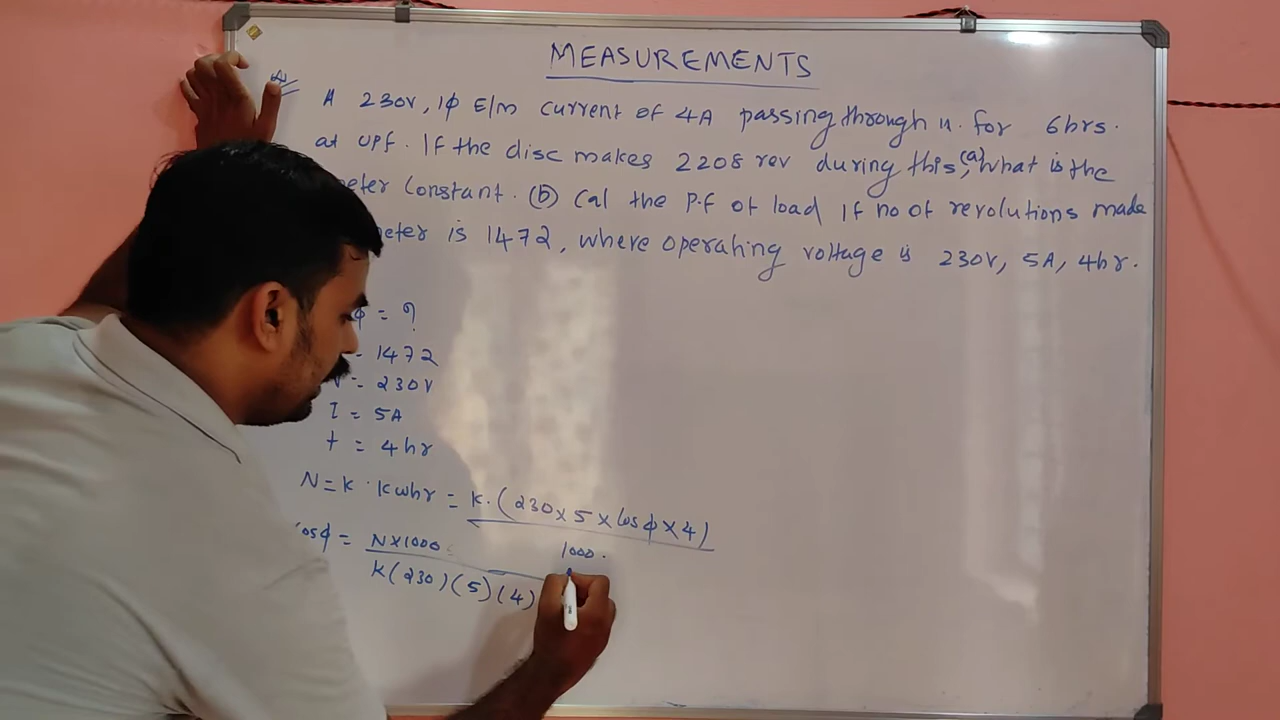 MEASUREMENTS
A 230V, 1ϕ E/m current of 4A passing through it for 6hrs.
at UPf. If the disc makes 2208 rev during this, (a) What is the
eter Constant. (b) Cal the P.f of load if no of revolutions made
eter is 1472, where operating voltage is 230V, 5A, 4hr.
ϕ = ?
= 1472
V = 230V
I = 5A
t = 4hr
N = K · Kwhr = K. (230 × 5 × Cosϕ × 4)
1000.
Cosϕ = N×1000
K(230)(5)(4)